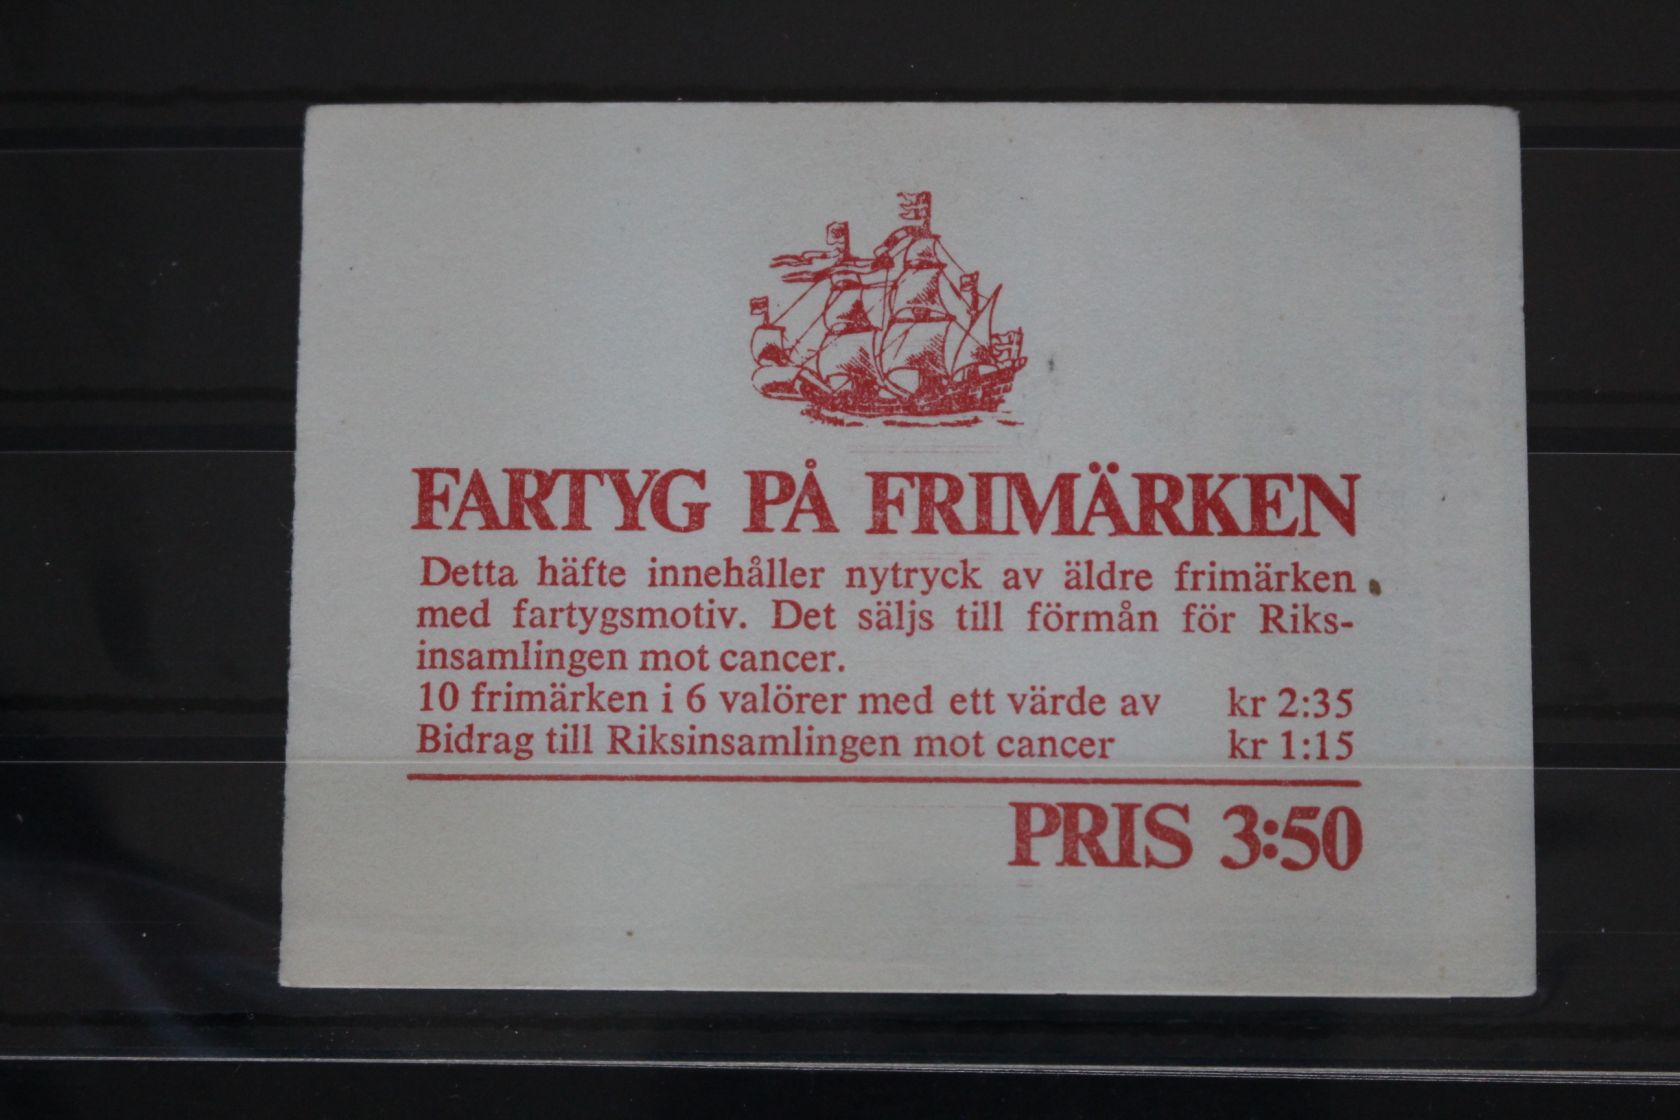 FARTYG PÅ FRIMÄRKEN
Detta häfte innehåller nytryck av äldre frimärken
med fartygsmotiv. Det säljs till förmån för Riks-
insamlingen mot cancer.
10 frimärken i 6 valörer med ett värde av kr 2:35
Bidrag till Riksinsamlingen mot cancer kr 1:15
PRIS 3:50